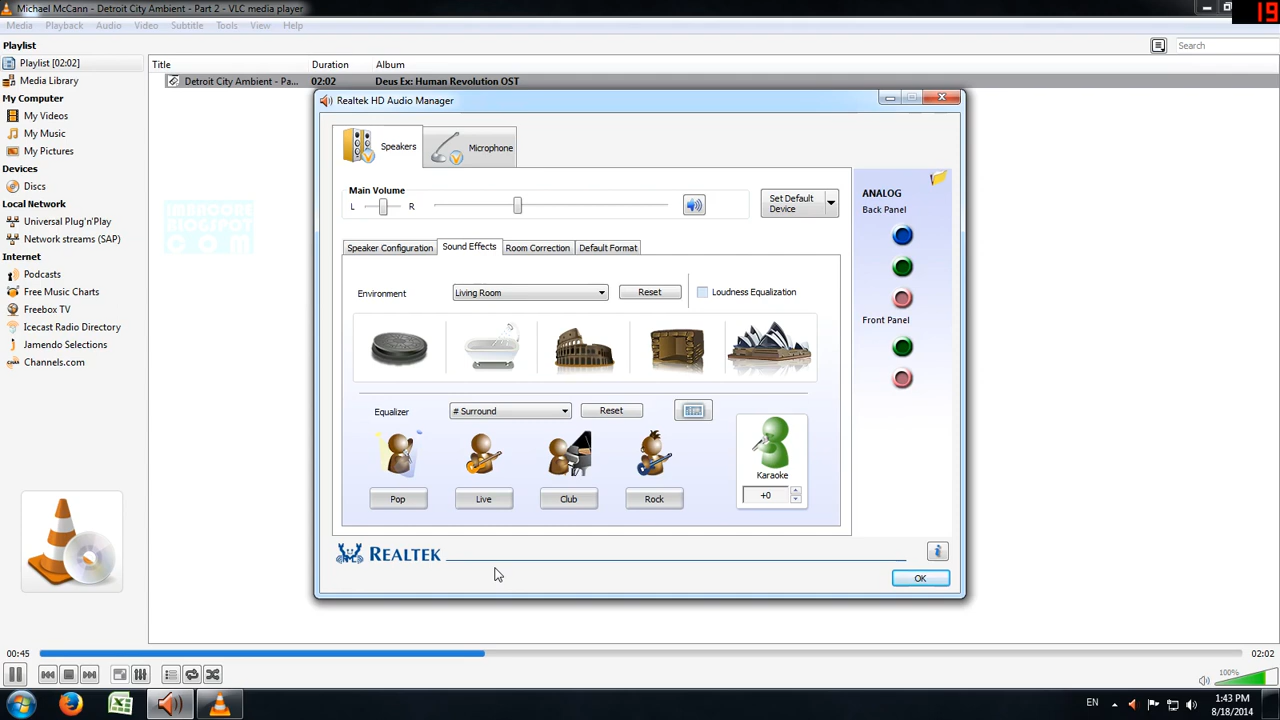 Michael McCann - Detroit City Ambient - Part 2 - VLC media player
19
Media Playback Audio Video Subtitle Tools View Help
Playlist
Search
Playlist [02:02]
Title Duration Album
Media Library
Detroit City Ambient - Pa... 02:02 Deus Ex: Human Revolution OST
My Computer
My Videos
My Music
My Pictures
Devices
Discs
Local Network
Universal Plug'n'Play
Network streams (SAP)
Internet
Podcasts
Free Music Charts
Freebox TV
Icecast Radio Directory
Jamendo Selections
Channels.com
IMERCORE
BLOGSPOT
COM
Realtek HD Audio Manager
Speakers Microphone
Main Volume
L R
Set Default
Device
Speaker Configuration Sound Effects Room Correction Default Format
Environment Living Room Reset Loudness Equalization
Equalizer # Surround Reset
Pop Live Club Rock
Karaoke
+0
ANALOG
Back Panel
Front Panel
REALTEK
OK
00:45 02:02
100%
EN 1:43 PM
8/18/2014